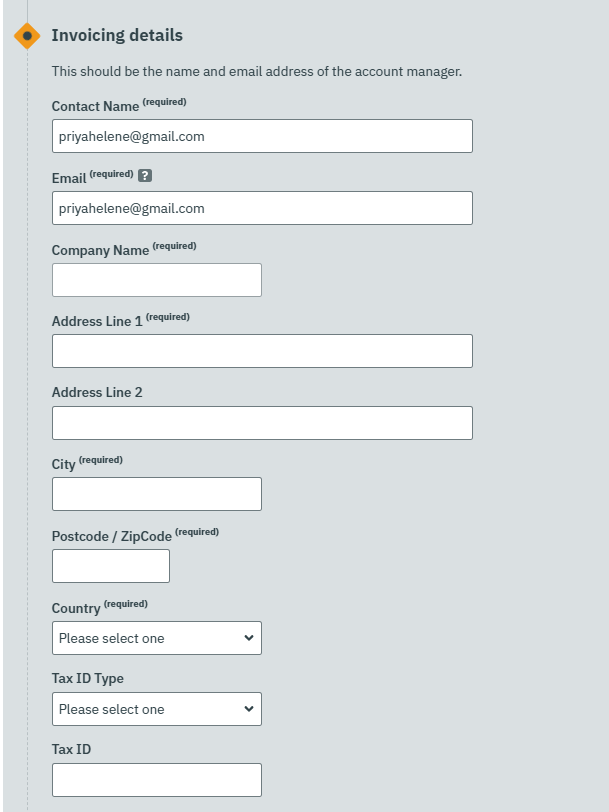 Invoicing details
This should be the name and email address of the account manager.
Contact Name (required)
priyahelene@gmail.com
Email (required) ?
priyahelene@gmail.com
Company Name (required)
Address Line 1 (required)
Address Line 2
City (required)
Postcode / ZipCode (required)
Country (required)
Please select one
Tax ID Type
Please select one
Tax ID